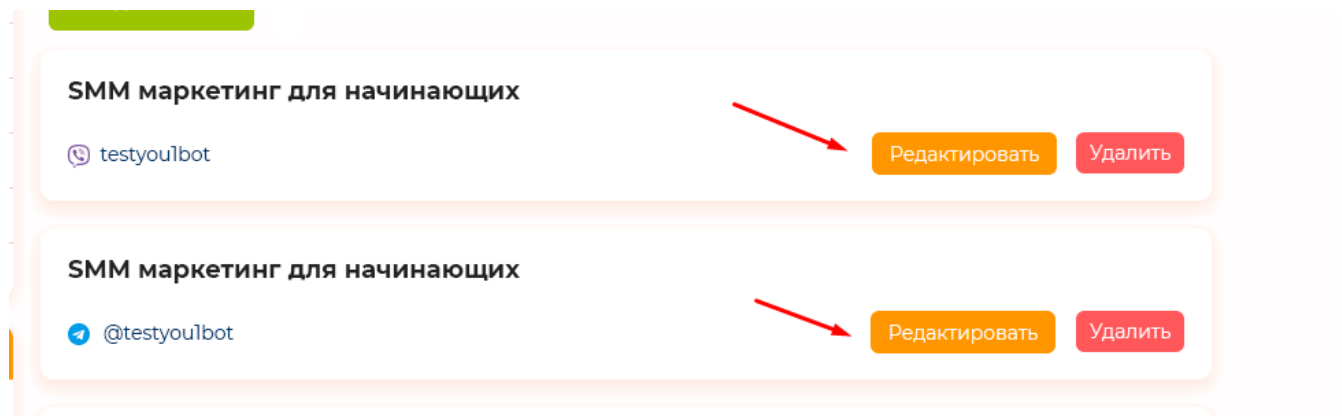 SMM маркетинг для начинающих
testyou1bot
Редактировать
Удалить
SMM маркетинг для начинающих
@testyou1bot
Редактировать
Удалить